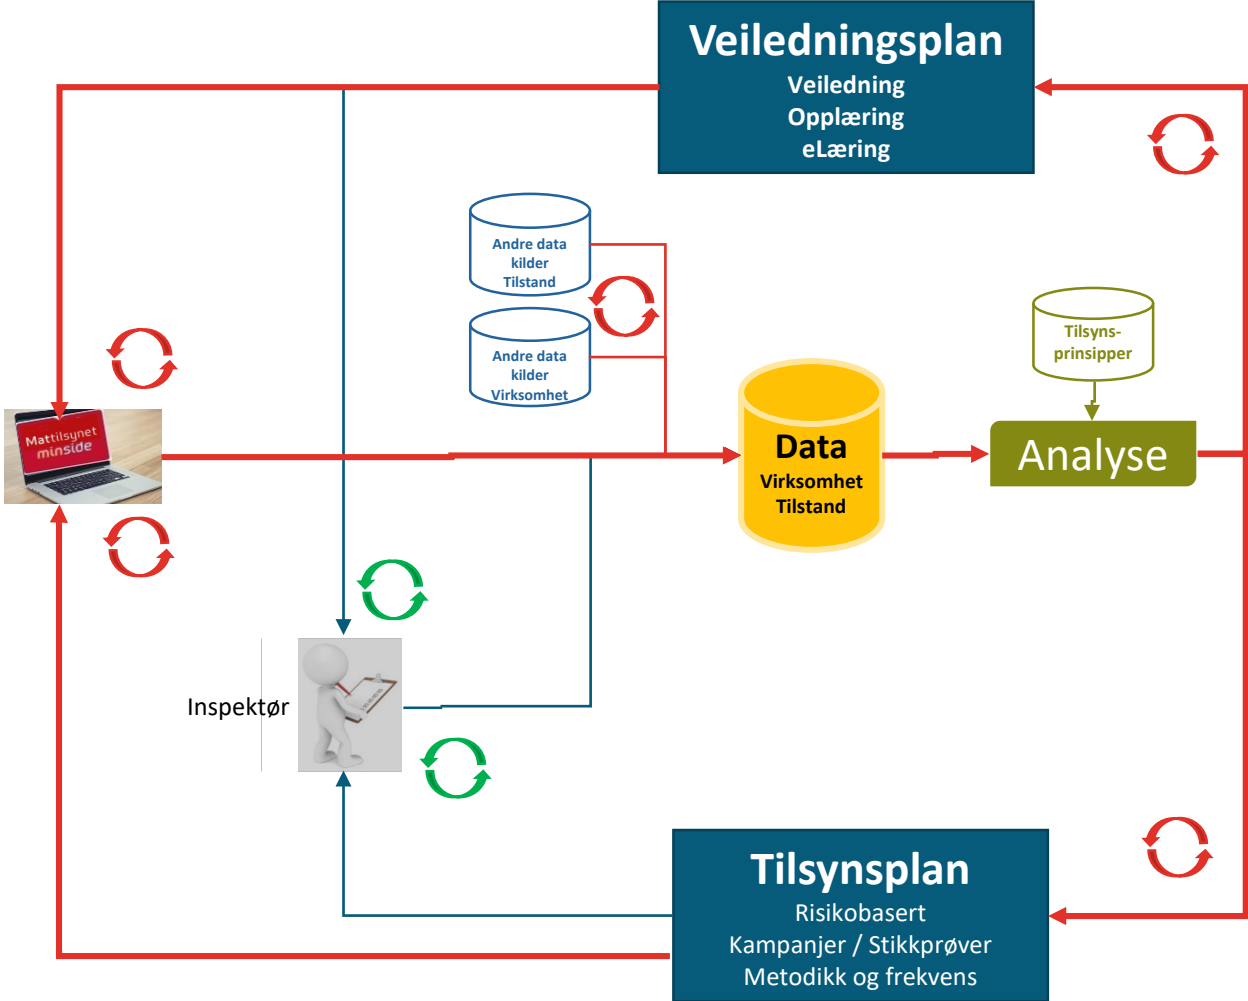 Veiledningsplan
Veiledning
Opplæring
eLæring
Andre data
kilder
Tilstand
Andre data
kilder
Virksomhet
Tilsyns-
prinsipper
Mattilsynet
minside
Data
Virksomhet
Tilstand
Analyse
Inspektør
Tilsynsplan
Risikobasert
Kampanjer / Stikkprøver
Metodikk og frekvens